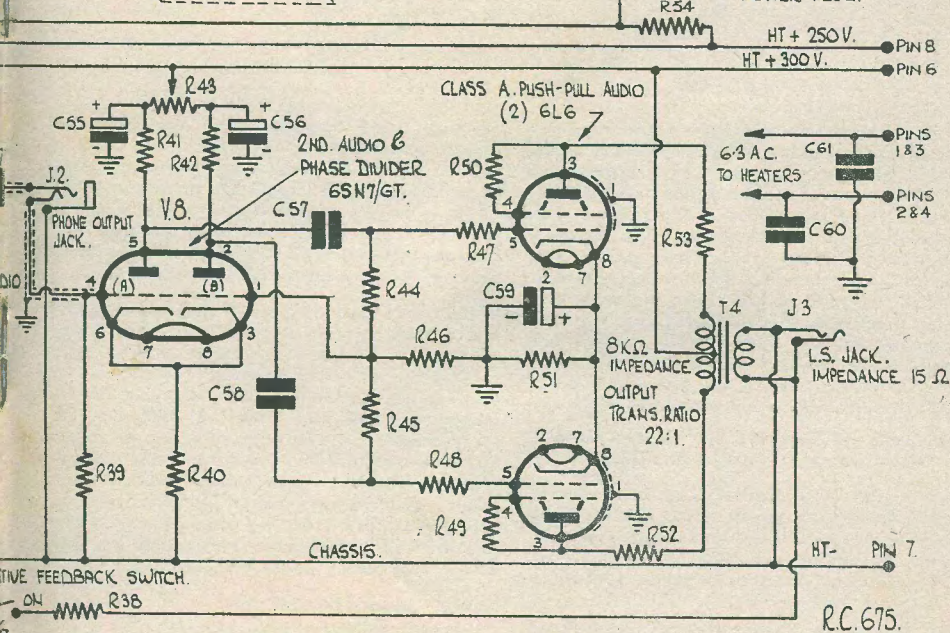 R54
HT + 250 V.
PIN 8
HT + 300 V.
PIN 6
R43
CLASS A. PUSH-PULL AUDIO
(2) 6L6
+
C55
-
R41
R42
+
C56
-
2ND. AUDIO &
PHASE DIVIDER
6SN7/GT.
R50
3
1
6·3 A.C.
TO HEATERS
C61
PINS
1&3
J.2.
PHONE OUTPUT
JACK.
V.8.
C57
4
5
R47
2
7
8
R53
C60
PINS
2&4
5
2
4
(A)
(B)
1
6
7
8
3
R44
C59
-
+
T4
J3
R46
R51
8KΩ
IMPEDANCE
OUTPUT
TRANS. RATIO
22:1.
L.S. JACK.
IMPEDANCE 15 Ω
C58
R45
R39
R40
R48
R49
2
7
8
5
4
1
3
R52
CHASSIS.
HT-
PIN 7.
TIVE FEEDBACK SWITCH.
ON
R38
R.C. 675.